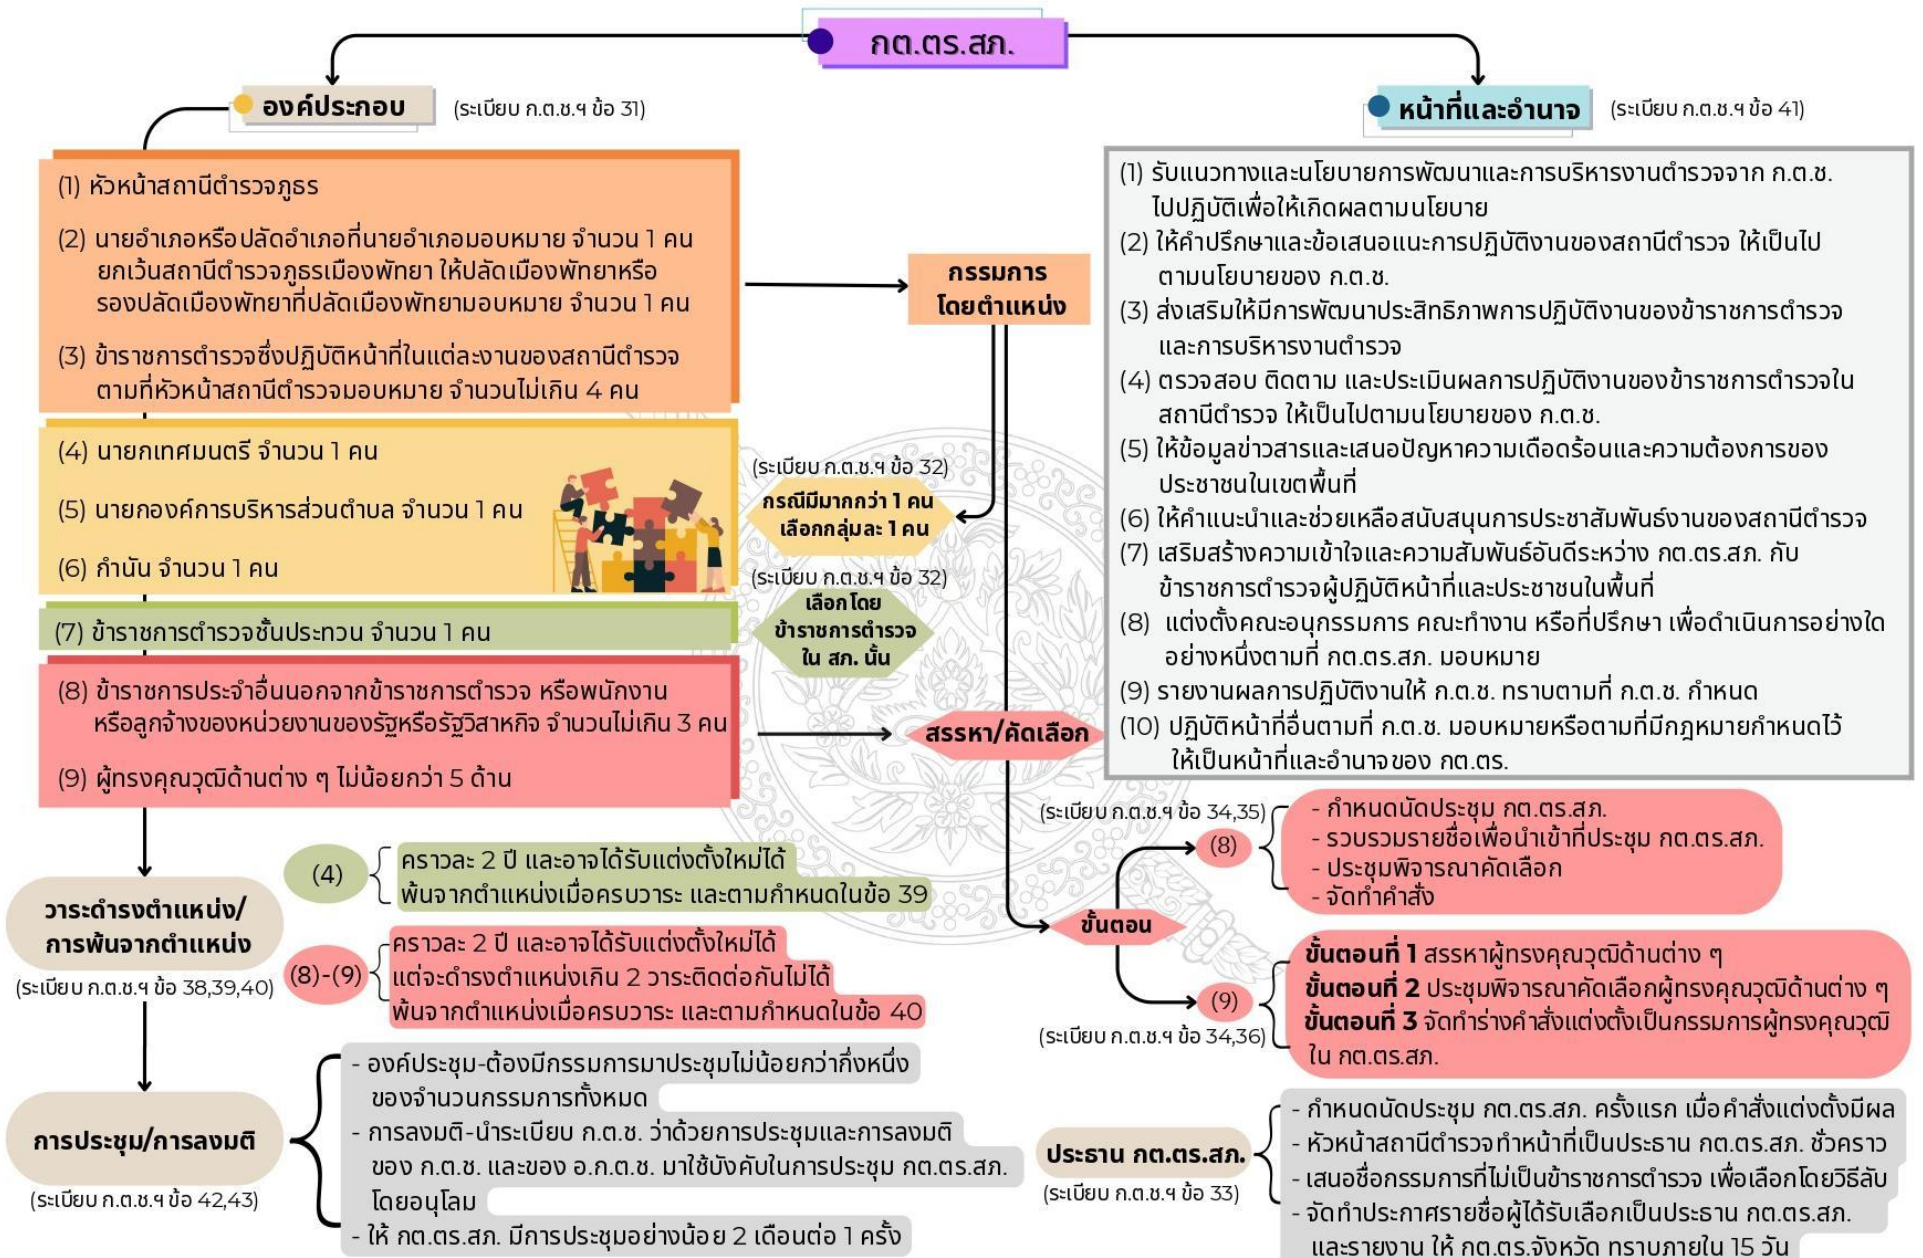 กต.ตร.สภ.
องค์ประกอบ
(ระเบียบ ก.ต.ช.ฯ ข้อ 31)
(1) หัวหน้าสถานีตำรวจภูธร
(2) นายอำเภอหรือปลัดอำเภอที่นายอำเภอมอบหมาย จำนวน 1 คน
ยกเว้นสถานีตำรวจภูธรเมืองพัทยา ให้ปลัดเมืองพัทยาหรือ
รองปลัดเมืองพัทยาที่ปลัดเมืองพัทยามอบหมาย จำนวน 1 คน
(3) ข้าราชการตำรวจซึ่งปฏิบัติหน้าที่ในแต่ละงานของสถานีตำรวจ
ตามที่หัวหน้าสถานีตำรวจมอบหมาย จำนวนไม่เกิน 4 คน
กรรมการ
โดยตำแหน่ง
(4) นายกเทศมนตรี จำนวน 1 คน
(5) นายกองค์การบริหารส่วนตำบล จำนวน 1 คน
(6) กำนัน จำนวน 1 คน
(ระเบียบ ก.ต.ช.ฯ ข้อ 32)
กรณีมีมากกว่า 1 คน
เลือกกลุ่มละ 1 คน
(7) ข้าราชการตำรวจชั้นประทวน จำนวน 1 คน
(ระเบียบ ก.ต.ช.ฯ ข้อ 32)
เลือกโดย
ข้าราชการตำรวจ
ใน สภ. นั้น
(8) ข้าราชการประจำอื่นนอกจากข้าราชการตำรวจ หรือพนักงาน
หรือลูกจ้างของหน่วยงานของรัฐหรือรัฐวิสาหกิจ จำนวนไม่เกิน 3 คน
(9) ผู้ทรงคุณวุฒิด้านต่าง ๆ ไม่น้อยกว่า 5 ด้าน
สรรหา/คัดเลือก
หน้าที่และอำนาจ
(ระเบียบ ก.ต.ช.ฯ ข้อ 41)
(1) รับแนวทางและนโยบายการพัฒนาและการบริหารงานตำรวจจาก ก.ต.ช.
ไปปฏิบัติเพื่อให้เกิดผลตามนโยบาย
(2) ให้คำปรึกษาและข้อเสนอแนะการปฏิบัติงานของสถานีตำรวจ ให้เป็นไป
ตามนโยบายของ ก.ต.ช.
(3) ส่งเสริมให้มีการพัฒนาประสิทธิภาพการปฏิบัติงานของข้าราชการตำรวจ
และการบริหารงานตำรวจ
(4) ตรวจสอบ ติดตาม และประเมินผลการปฏิบัติงานของข้าราชการตำรวจใน
สถานีตำรวจ ให้เป็นไปตามนโยบายของ ก.ต.ช.
(5) ให้ข้อมูลข่าวสารและเสนอปัญหาความเดือดร้อนและความต้องการของ
ประชาชนในเขตพื้นที่
(6) ให้คำแนะนำและช่วยเหลือสนับสนุนการประชาสัมพันธ์งานของสถานีตำรวจ
(7) เสริมสร้างความเข้าใจและความสัมพันธ์อันดีระหว่าง กต.ตร.สภ. กับ
ข้าราชการตำรวจผู้ปฏิบัติหน้าที่และประชาชนในพื้นที่
(8) แต่งตั้งคณะอนุกรรมการ คณะทำงาน หรือที่ปรึกษา เพื่อดำเนินการอย่างใด
อย่างหนึ่งตามที่ กต.ตร.สภ. มอบหมาย
(9) รายงานผลการปฏิบัติงานให้ ก.ต.ช. ทราบตามที่ ก.ต.ช. กำหนด
(10) ปฏิบัติหน้าที่อื่นตามที่ ก.ต.ช. มอบหมายหรือตามที่มีกฎหมายกำหนดไว้
ให้เป็นหน้าที่และอำนาจของ กต.ตร.
วาระดำรงตำแหน่ง/
การพ้นจากตำแหน่ง
(ระเบียบ ก.ต.ช.ฯ ข้อ 38,39,40)
(4)
คราวละ 2 ปี และอาจได้รับแต่งตั้งใหม่ได้
พ้นจากตำแหน่งเมื่อครบวาระ และตามกำหนดในข้อ 39
(8)-(9)
คราวละ 2 ปี และอาจได้รับแต่งตั้งใหม่ได้
แต่จะดำรงตำแหน่งเกิน 2 วาระติดต่อกันไม่ได้
พ้นจากตำแหน่งเมื่อครบวาระ และตามกำหนดในข้อ 40
ขั้นตอน
(ระเบียบ ก.ต.ช.ฯ ข้อ 34,35)
(8)
- กำหนดนัดประชุม กต.ตร.สภ.
- รวบรวมรายชื่อเพื่อนำเข้าที่ประชุม กต.ตร.สภ.
- ประชุมพิจารณาคัดเลือก
- จัดทำคำสั่ง
(9)
(ระเบียบ ก.ต.ช.ฯ ข้อ 34,36)
ขั้นตอนที่ 1 สรรหาผู้ทรงคุณวุฒิด้านต่าง ๆ
ขั้นตอนที่ 2 ประชุมพิจารณาคัดเลือกผู้ทรงคุณวุฒิด้านต่าง ๆ
ขั้นตอนที่ 3 จัดทำร่างคำสั่งแต่งตั้งเป็นกรรมการผู้ทรงคุณวุฒิ
ใน กต.ตร.สภ.
การประชุม/การลงมติ
(ระเบียบ ก.ต.ช.ฯ ข้อ 42,43)
- องค์ประชุม-ต้องมีกรรมการมาประชุมไม่น้อยกว่ากึ่งหนึ่ง
ของจำนวนกรรมการทั้งหมด
- การลงมติ-นำระเบียบ ก.ต.ช. ว่าด้วยการประชุมและการลงมติ
ของ ก.ต.ช. และของ อ.ก.ต.ช. มาใช้บังคับในการประชุม กต.ตร.สภ.
โดยอนุโลม
- ให้ กต.ตร.สภ. มีการประชุมอย่างน้อย 2 เดือนต่อ 1 ครั้ง
ประธาน กต.ตร.สภ.
(ระเบียบ ก.ต.ช.ฯ ข้อ 33)
- กำหนดนัดประชุม กต.ตร.สภ. ครั้งแรก เมื่อคำสั่งแต่งตั้งมีผล
- หัวหน้าสถานีตำรวจทำหน้าที่เป็นประธาน กต.ตร.สภ. ชั่วคราว
- เสนอชื่อกรรมการที่ไม่เป็นข้าราชการตำรวจ เพื่อเลือกโดยวิธีลับ
- จัดทำประกาศรายชื่อผู้ได้รับเลือกเป็นประธาน กต.ตร.สภ.
และรายงาน ให้ กต.ตร.จังหวัด ทราบภายใน 15 วัน